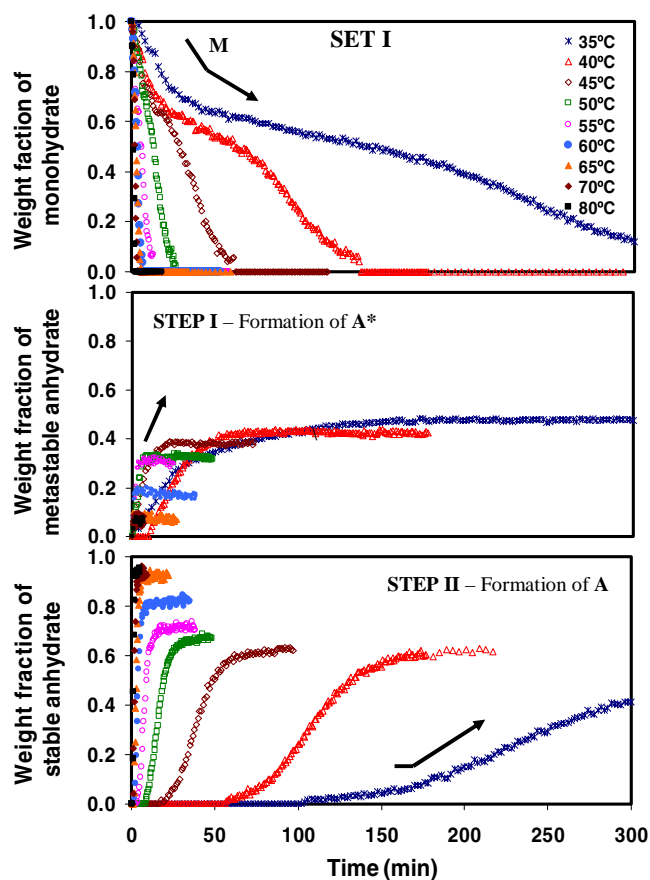 SET I
M
35ºC
40ºC
45ºC
50ºC
55ºC
60ºC
65ºC
70ºC
80ºC
Weight faction of
monohydrate
1.0
0.8
0.6
0.4
0.2
0.0
STEP I – Formation of A*
Weight fraction of
metastable anhydrate
1.0
0.8
0.6
0.4
0.2
0.0
STEP II – Formation of A
Weight fraction of
stable anhydrate
1.0
0.8
0.6
0.4
0.2
0.0
0
50
100
150
200
250
300
Time (min)